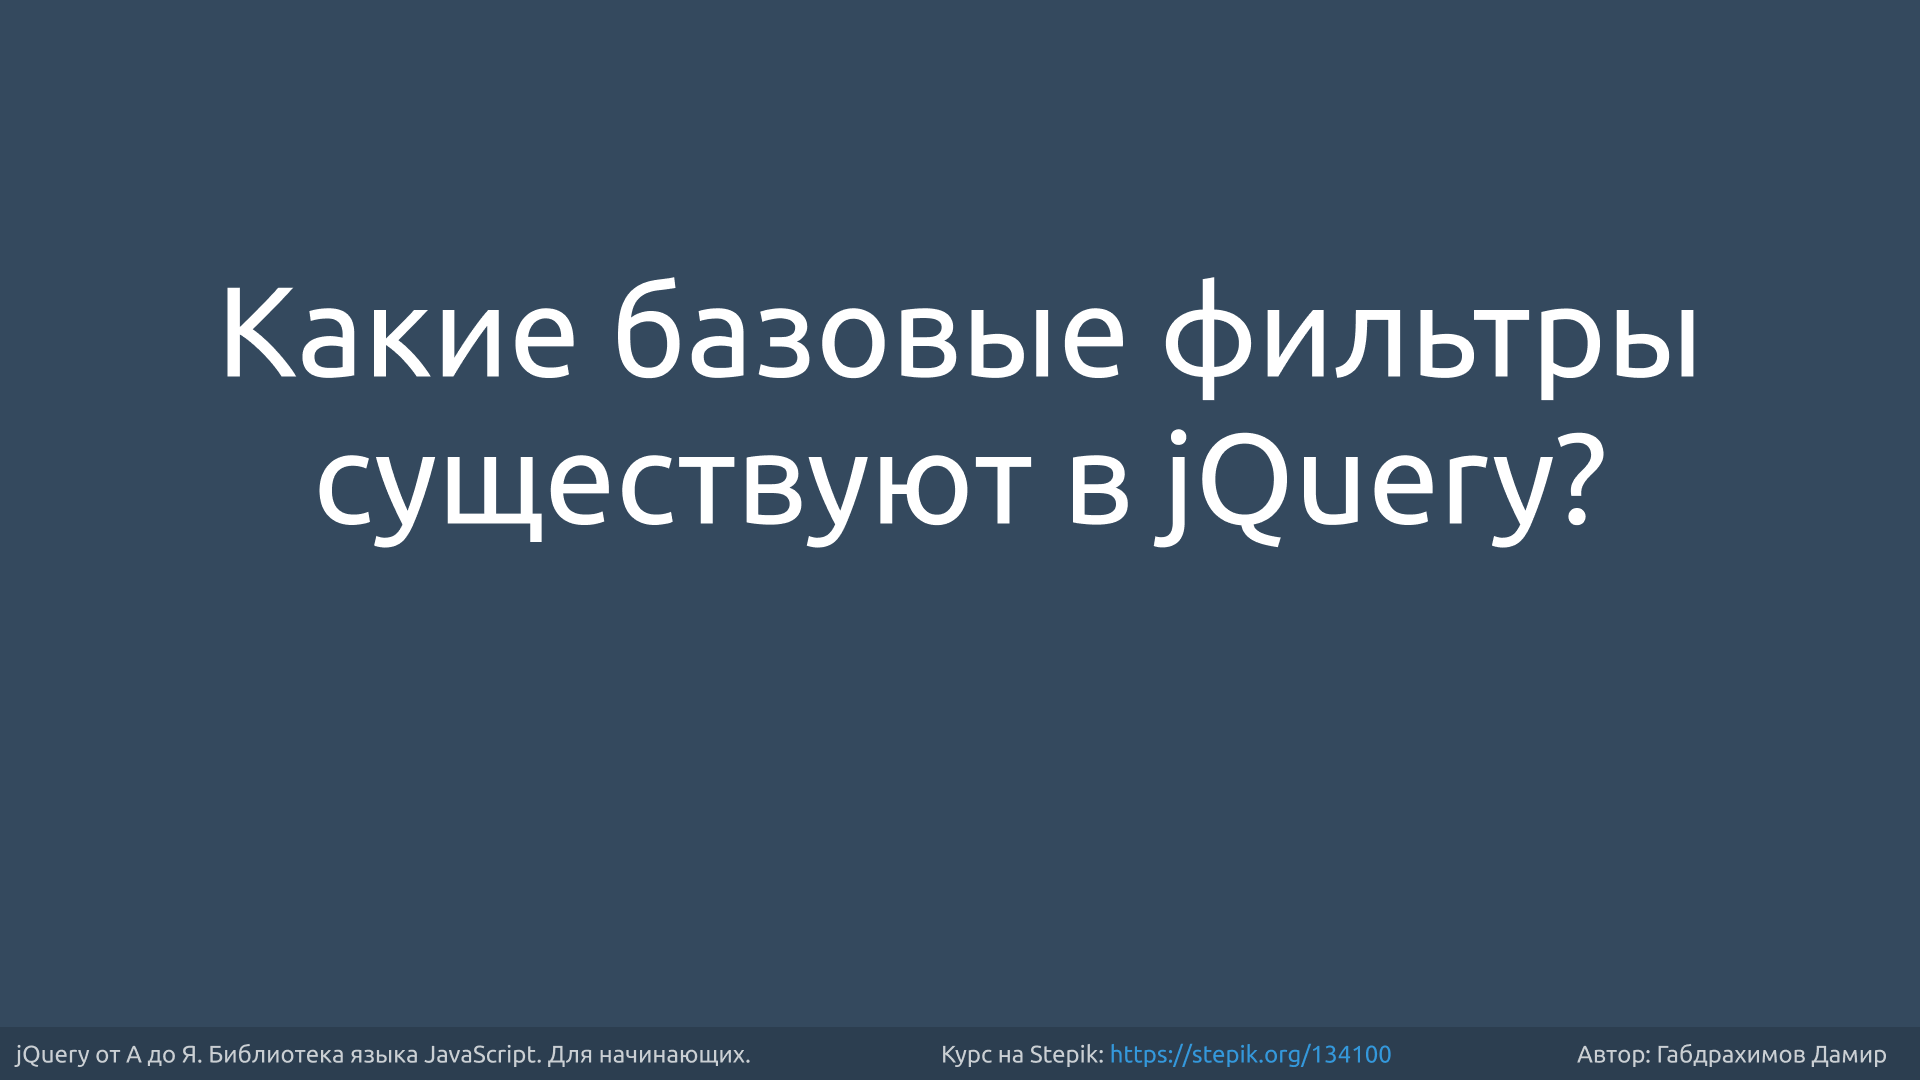 Какие базовые фильтры
существуют в jQuery?
jQuery от А до Я. Библиотека языка JavaScript. Для начинающих.
Курс на Stepik: https://stepik.org/134100
Автор: Габдрахимов Дамир